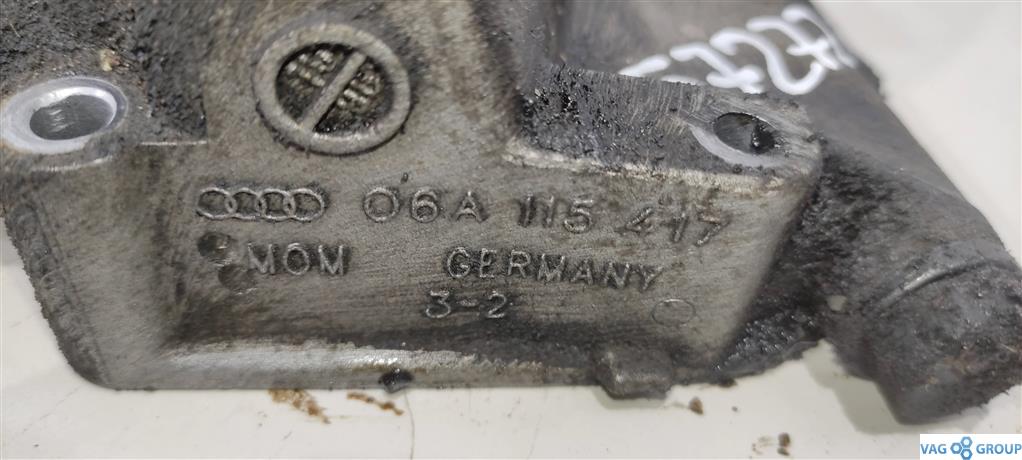 06A 115 417
MOM GERMANY
3-2
VAG GROUP